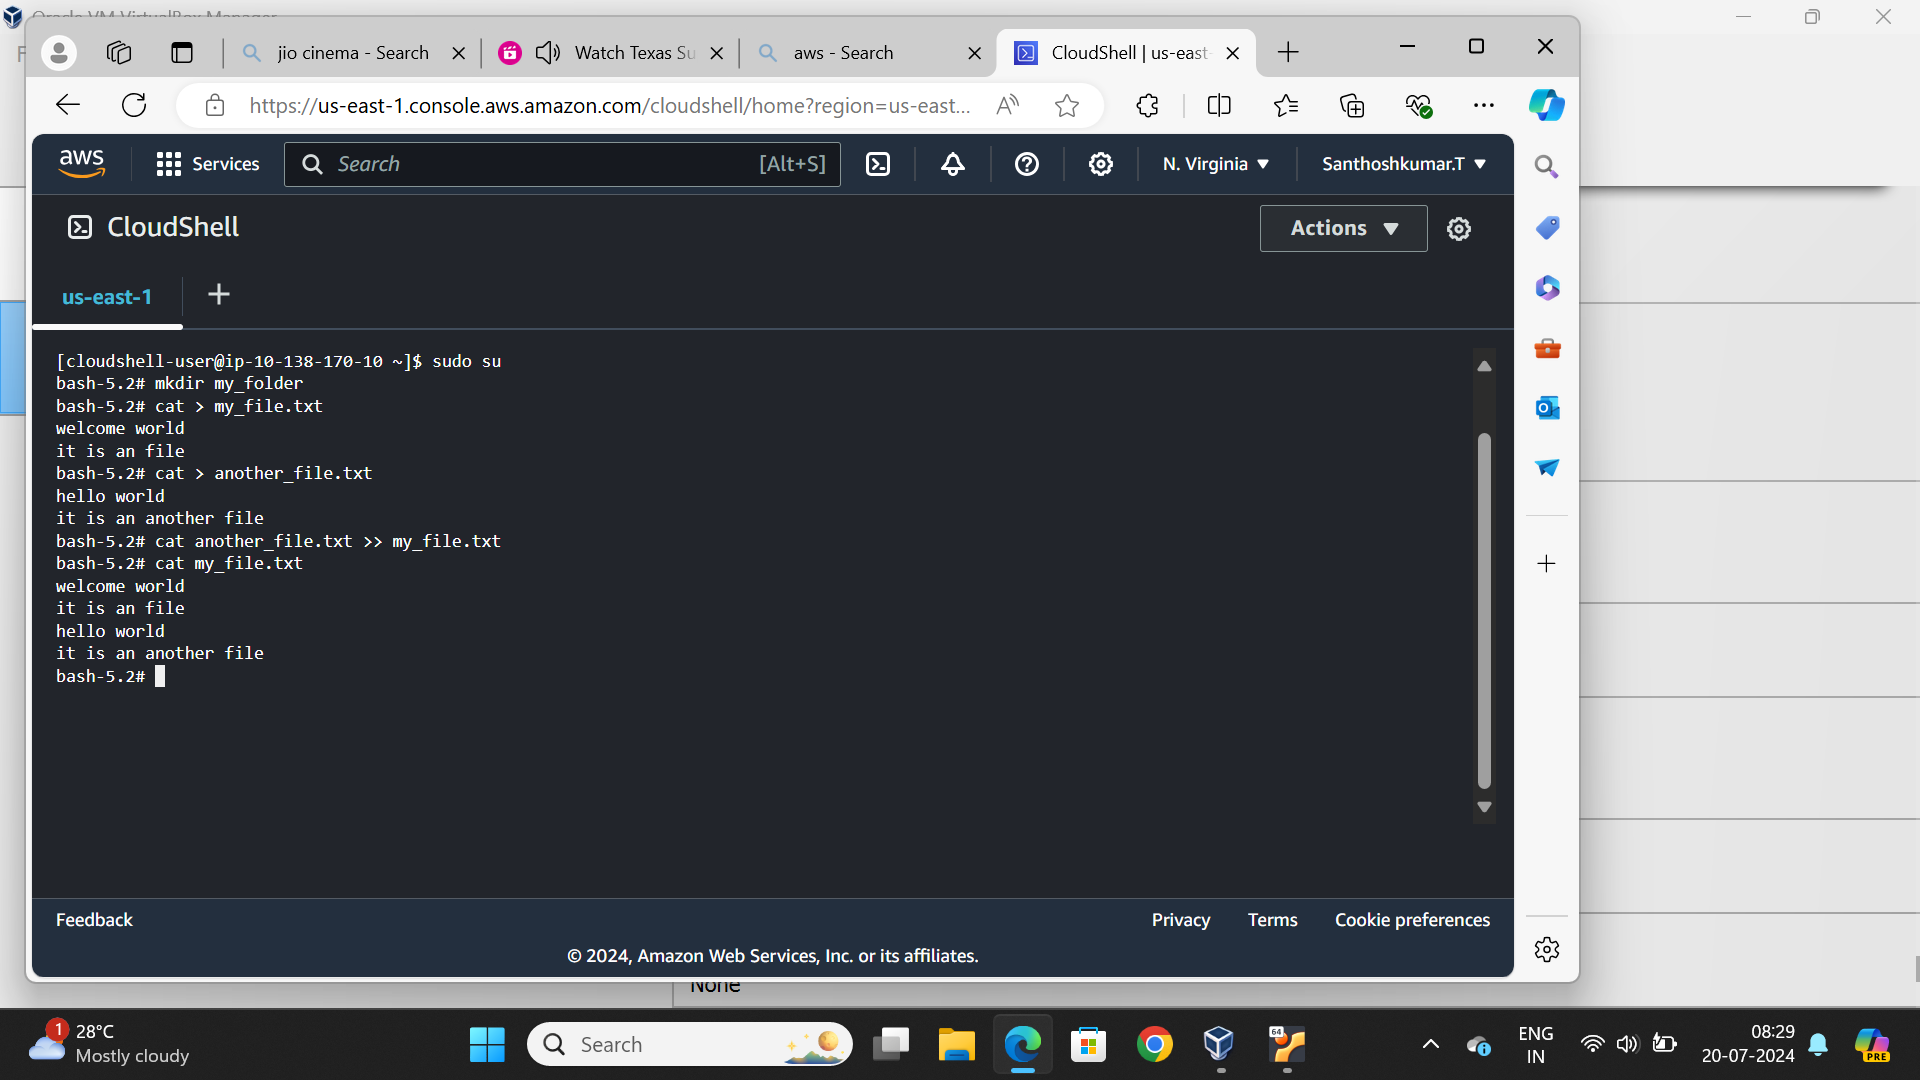 Oracle VM VirtualBox Manager
jio cinema - Search
Watch Texas Su
aws - Search
CloudShell | us-east-
https://us-east-1.console.aws.amazon.com/cloudshell/home?region=us-east...
aws
Services
Search
[Alt+S]
N. Virginia
Santhoshkumar.T
CloudShell
Actions
us-east-1
[cloudshell-user@ip-10-138-170-10 ~]$ sudo su
bash-5.2# mkdir my_folder
bash-5.2# cat > my_file.txt
welcome world
it is an file
bash-5.2# cat > another_file.txt
hello world
it is an another file
bash-5.2# cat another_file.txt >> my_file.txt
bash-5.2# cat my_file.txt
welcome world
it is an file
hello world
it is an another file
bash-5.2#
Feedback
Privacy
Terms
Cookie preferences
© 2024, Amazon Web Services, Inc. or its affiliates.
None
1
28°C
Mostly cloudy
Search
64
ENG
IN
08:29
20-07-2024
PRE